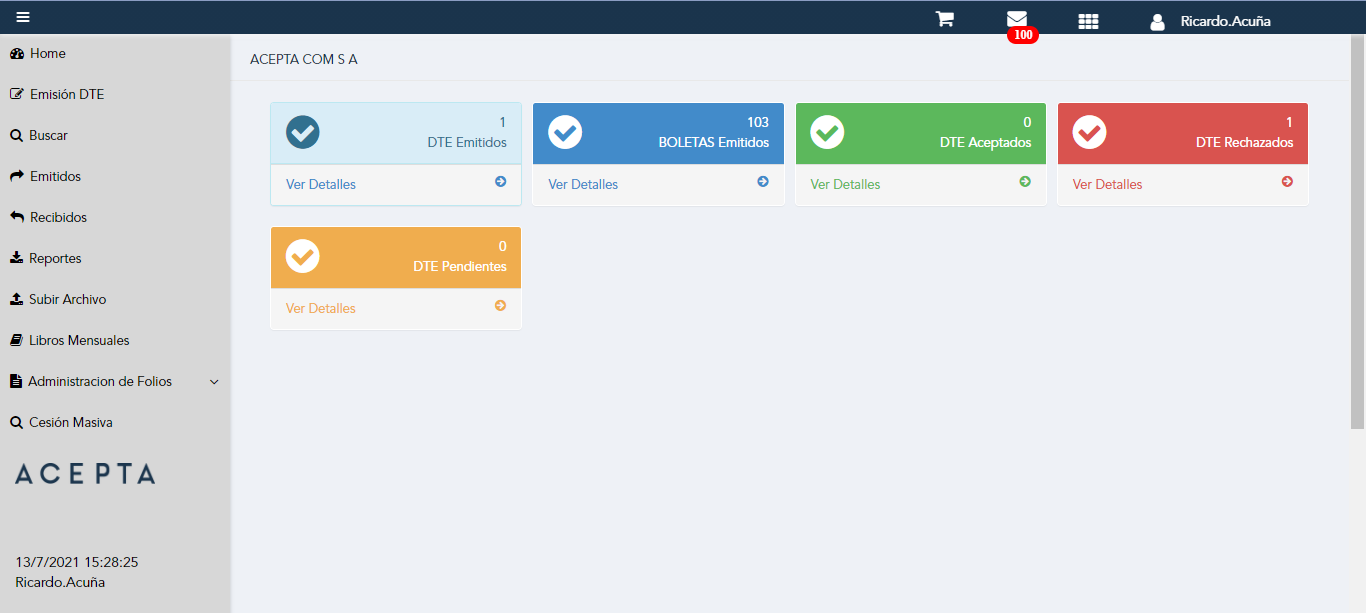 Ricardo.Acuña
100
Home
Emisión DTE
Buscar
Emitidos
Recibidos
Reportes
Subir Archivo
Libros Mensuales
Administracion de Folios
Cesión Masiva
ACEPTA
13/7/2021 15:28:25
Ricardo.Acuña
ACEPTA COM S A
1
DTE Emitidos
Ver Detalles
103
BOLETAS Emitidos
Ver Detalles
0
DTE Aceptados
Ver Detalles
1
DTE Rechazados
Ver Detalles
0
DTE Pendientes
Ver Detalles